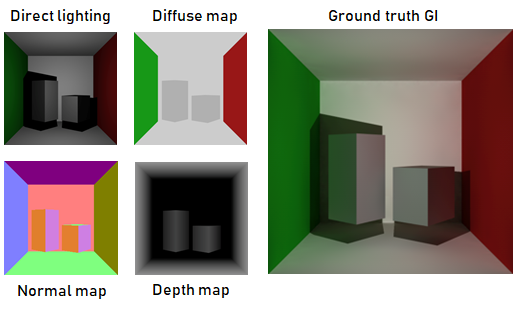 Direct lighting
Diffuse map
Ground truth GI
Normal map
Depth map